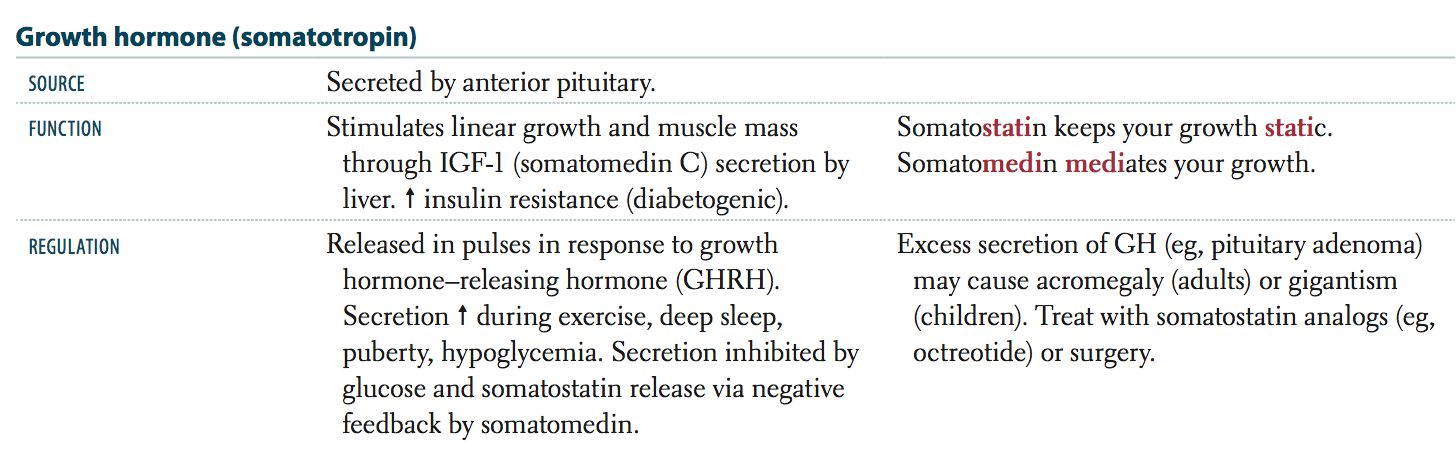 Growth hormone (somatotropin)
SOURCE
Secreted by anterior pituitary.
FUNCTION
Stimulates linear growth and muscle mass
through IGF-1 (somatomedin C) secretion by
liver. ↑ insulin resistance (diabetogenic).
Somatostatin keeps your growth static.
Somatomedin mediates your growth.
REGULATION
Released in pulses in response to growth
hormone–releasing hormone (GHRH).
Secretion ↑ during exercise, deep sleep,
puberty, hypoglycemia. Secretion inhibited by
glucose and somatostatin release via negative
feedback by somatomedin.
Excess secretion of GH (eg, pituitary adenoma)
may cause acromegaly (adults) or gigantism
(children). Treat with somatostatin analogs (eg,
octreotide) or surgery.